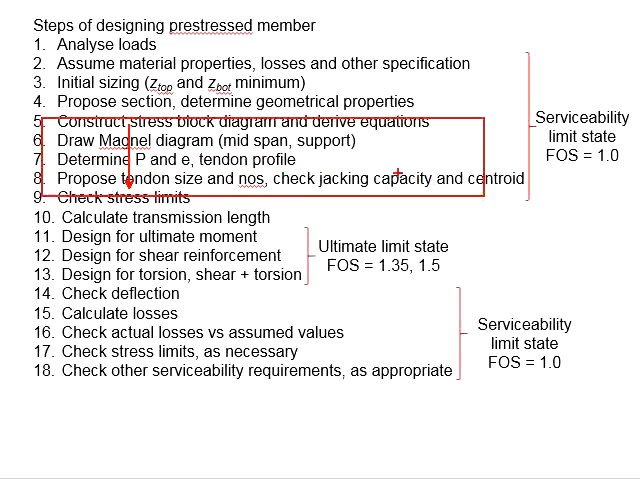 Steps of designing prestressed member
1. Analyse loads
2. Assume material properties, losses and other specification
3. Initial sizing (Ztop and Zbot minimum)
4. Propose section, determine geometrical properties
5. Construct stress block diagram and derive equations
6. Draw Magnel diagram (mid span, support)
7. Determine P and e, tendon profile
8. Propose tendon size and nos, check jacking capacity and centroid
9. Check stress limits
10. Calculate transmission length
11. Design for ultimate moment
12. Design for shear reinforcement
13. Design for torsion, shear + torsion
14. Check deflection
15. Calculate losses
16. Check actual losses vs assumed values
17. Check stress limits, as necessary
18. Check other serviceability requirements, as appropriate
Serviceability
limit state
FOS = 1.0
Ultimate limit state
FOS = 1.35, 1.5
Serviceability
limit state
FOS = 1.0